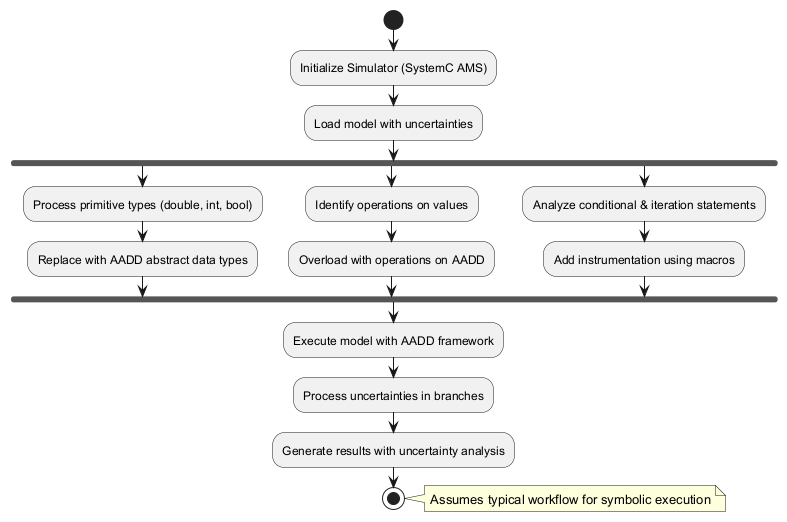 Initialize Simulator (SystemC AMS)
Load model with uncertainties
Process primitive types (double, int, bool)
Identify operations on values
Analyze conditional & iteration statements
Replace with AADD abstract data types
Overload with operations on AADD
Add instrumentation using macros
Execute model with AADD framework
Process uncertainties in branches
Generate results with uncertainty analysis
Assumes typical workflow for symbolic execution